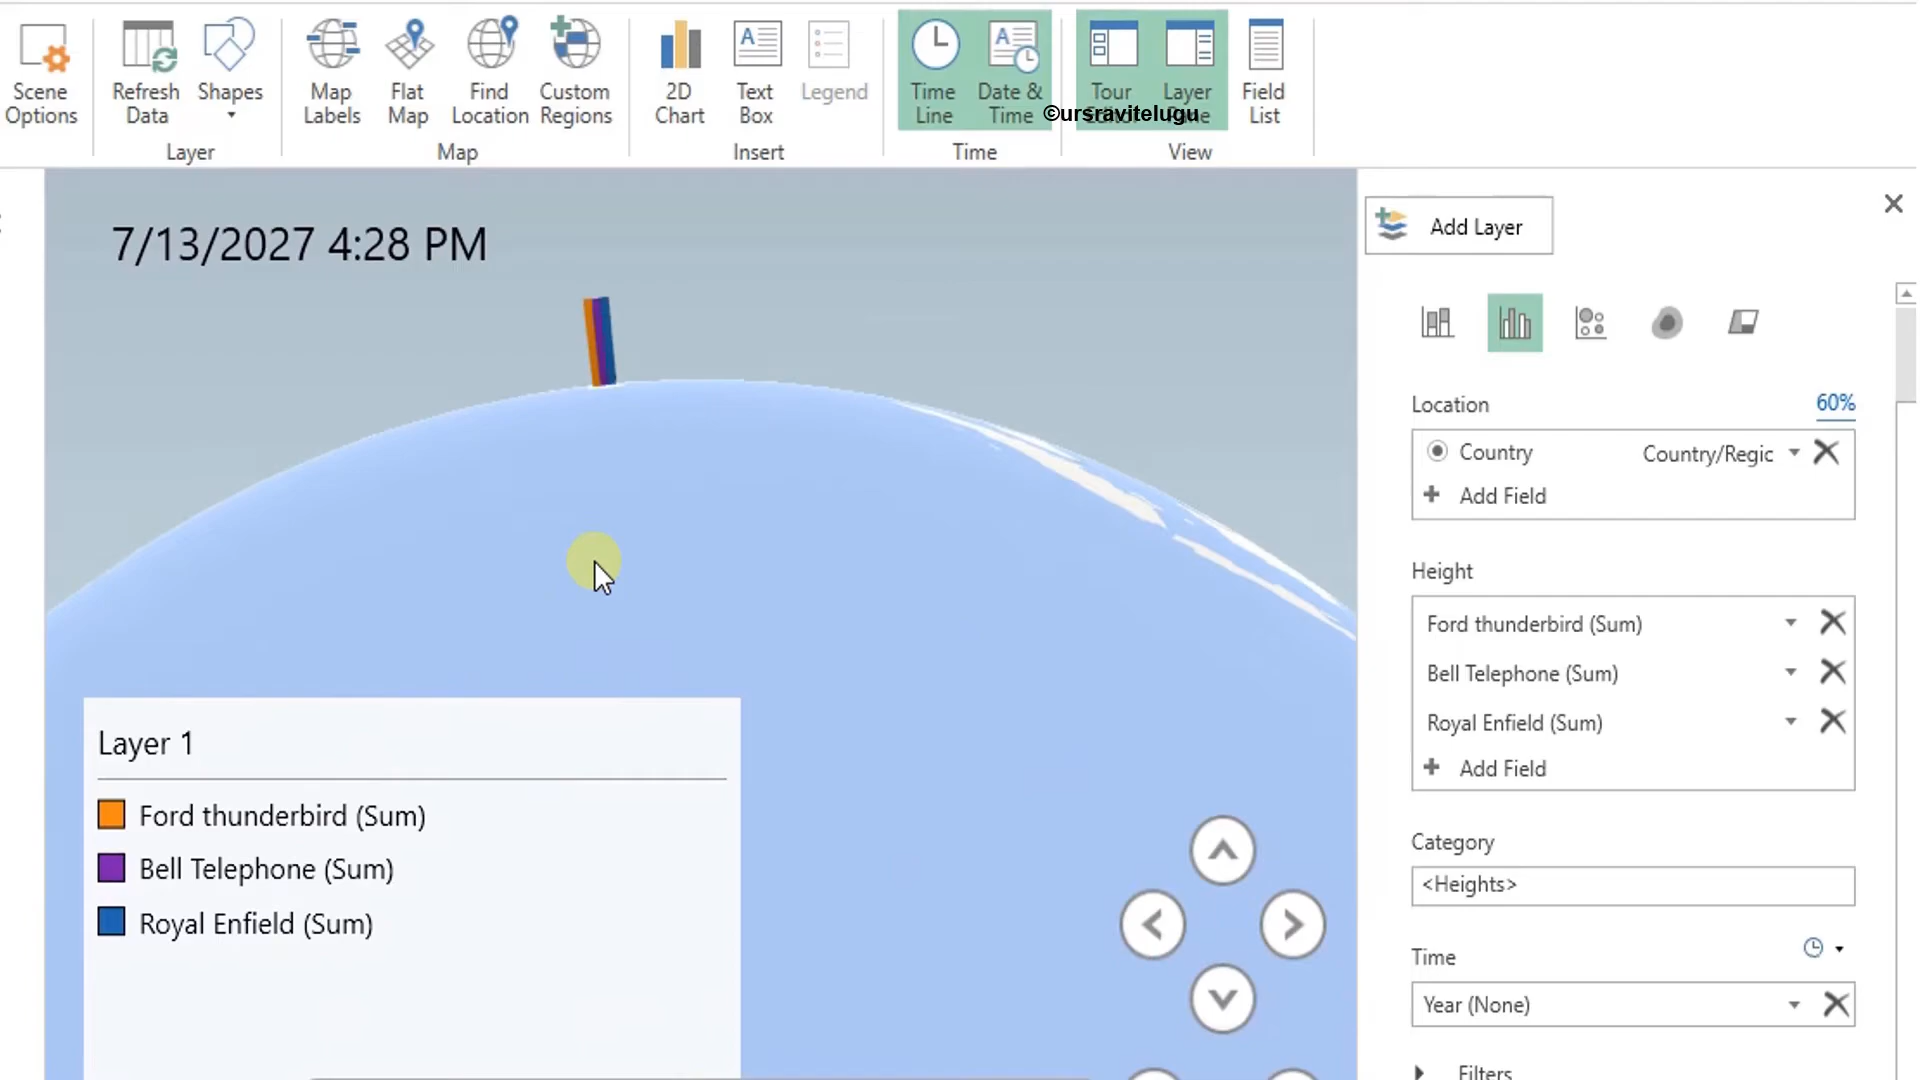 Scene Options
Refresh Data
Shapes
Map Labels
Flat Map
Find Location
Custom Regions
2D Chart
Text Box
Legend
Time Line
Date & Time
Tour Editor
Layer Pane
Field List
©ursravitelugu
Layer
Map
Insert
Time
View
7/13/2027 4:28 PM
Add Layer
Location 60%
Country Country/Regic
Add Field
Height
Ford thunderbird (Sum)
Bell Telephone (Sum)
Royal Enfield (Sum)
Add Field
Category
<Heights>
Time
Year (None)
Filters
Layer 1
Ford thunderbird (Sum)
Bell Telephone (Sum)
Royal Enfield (Sum)